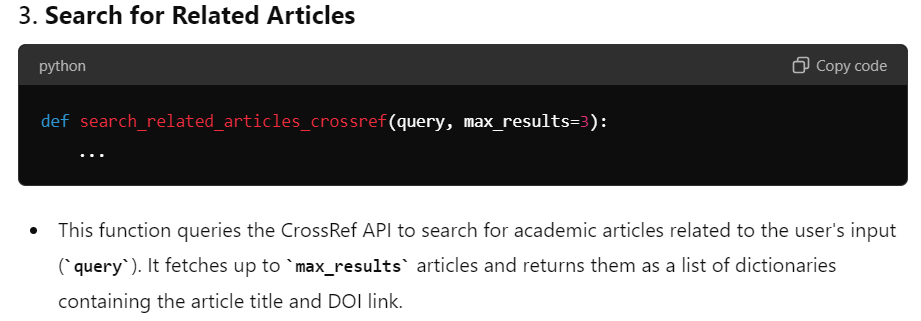 3. Search for Related Articles
python
Copy code
def search_related_articles_crossref(query, max_results=3):
...
• This function queries the CrossRef API to search for academic articles related to the user's input
(`query`). It fetches up to `max_results` articles and returns them as a list of dictionaries
containing the article title and DOI link.